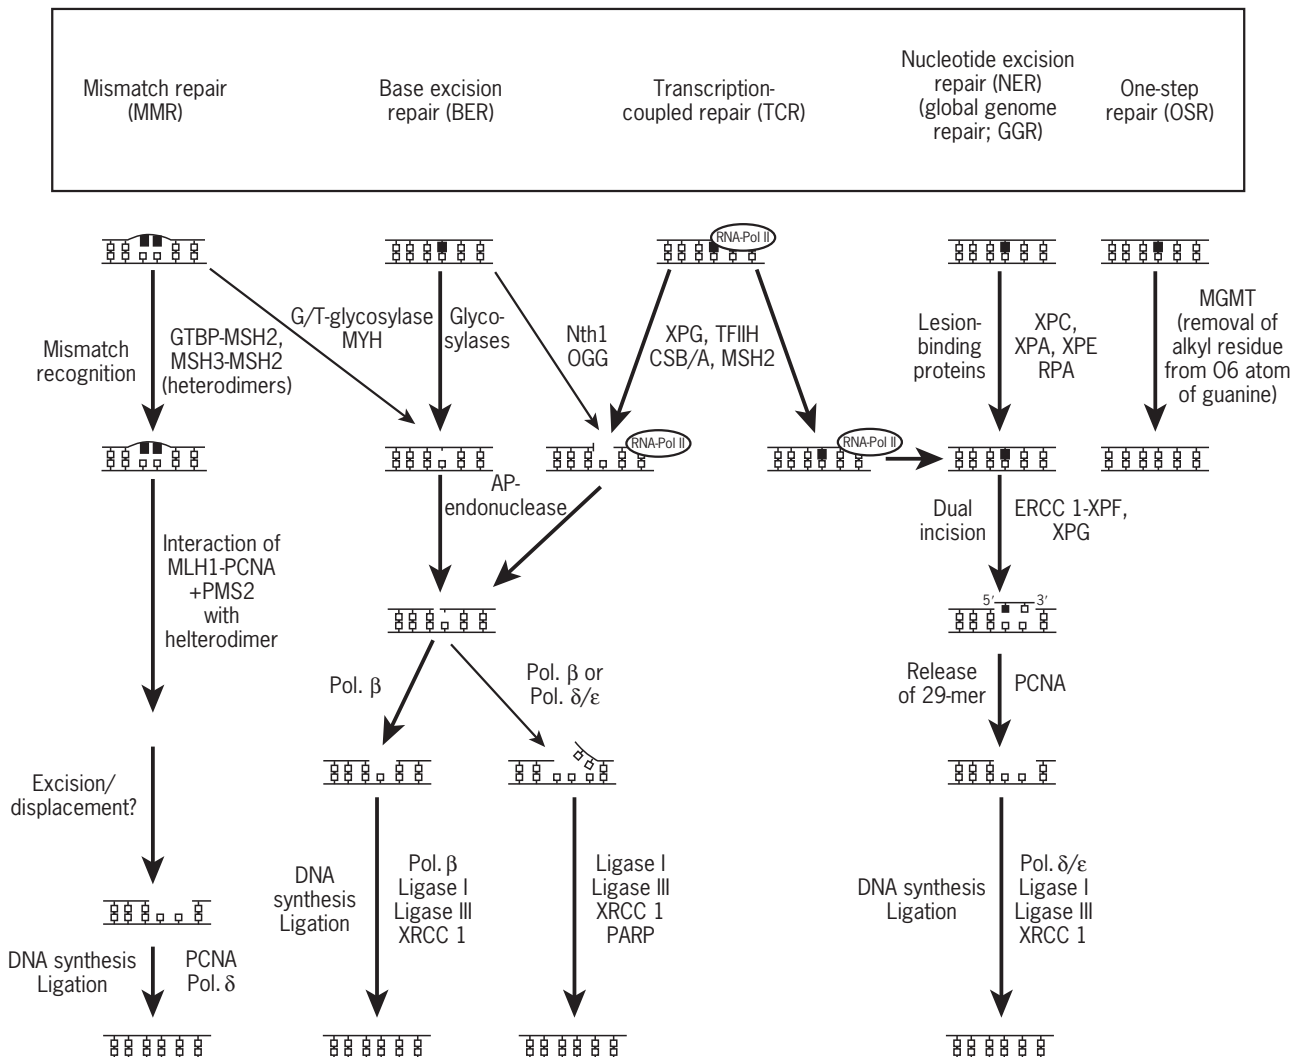 Mismatch repair
(MMR)
Base excision
repair (BER)
Transcription-
coupled repair (TCR)
Nucleotide excision
repair (NER)
(global genome
repair; GGR)
One-step
repair (OSR)
RNA-Pol II
Mismatch
recognition
GTBP-MSH2,
MSH3-MSH2
(heterodimers)
G/T-glycosylase
MYH
Glyco-
sylases
Nth1
OGG
XPG, TFIIH
CSB/A, MSH2
Lesion-
binding
proteins
XPC,
XPA, XPE
RPA
MGMT
(removal of
alkyl residue
from O6 atom
of guanine)
RNA-Pol II
RNA-Pol II
Interaction of
MLH1-PCNA
+PMS2
with
helterodimer
AP-
endonuclease
Dual
incision
ERCC 1-XPF,
XPG
5′ 3′
Pol. β
Pol. β or
Pol. δ/ε
Release
of 29-mer
PCNA
Excision/
displacement?
DNA
synthesis
Ligation
Pol. β
Ligase I
Ligase III
XRCC 1
Ligase I
Ligase III
XRCC 1
PARP
DNA synthesis
Ligation
Pol. δ/ε
Ligase I
Ligase III
XRCC 1
DNA synthesis
Ligation
PCNA
Pol. δ